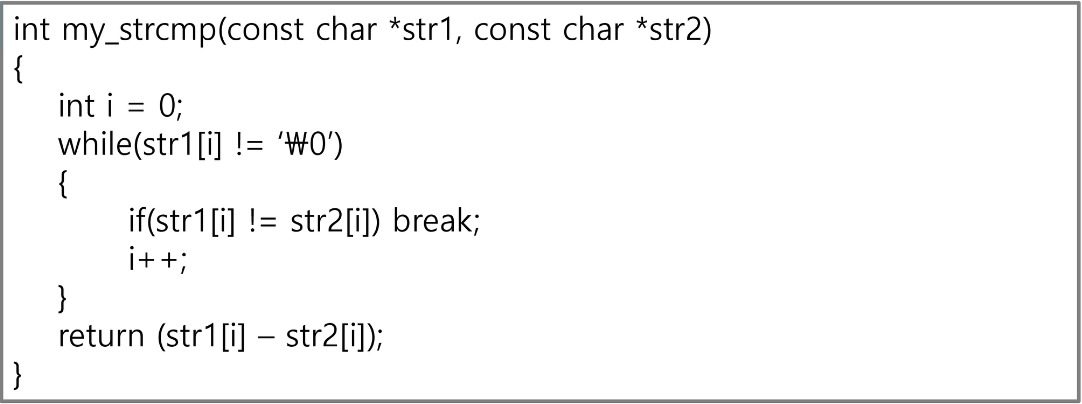 int my_strcmp(const char *str1, const char *str2)
{
int i = 0;
while(str1[i] != ‘₩0’)
{
if(str1[i] != str2[i]) break;
i++;
}
return (str1[i] – str2[i]);
}